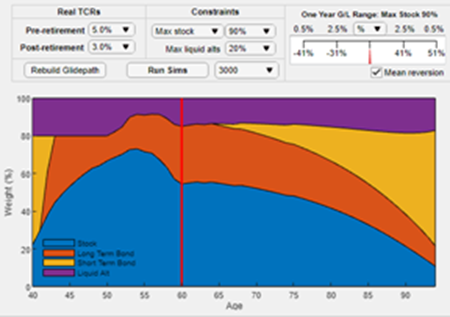 Real TCRs
Constraints
One Year G/L Range: Max Stock 90%
Pre-retirement 5.0%
Max stock 90%
0.5% 2.5% % 2.5% 0.5%
Post-retirement 3.0%
Max liquid alts 20%
-41% -31% 41% 51%
Rebuild Glidepath
Run Sims
3000
Mean reversion
100
80
60
40
20
0
Weight (%)
Stock
Long Term Bond
Short Term Bond
Liquid Alt
40 45 50 55 60 65 70 75 80 85 90
Age